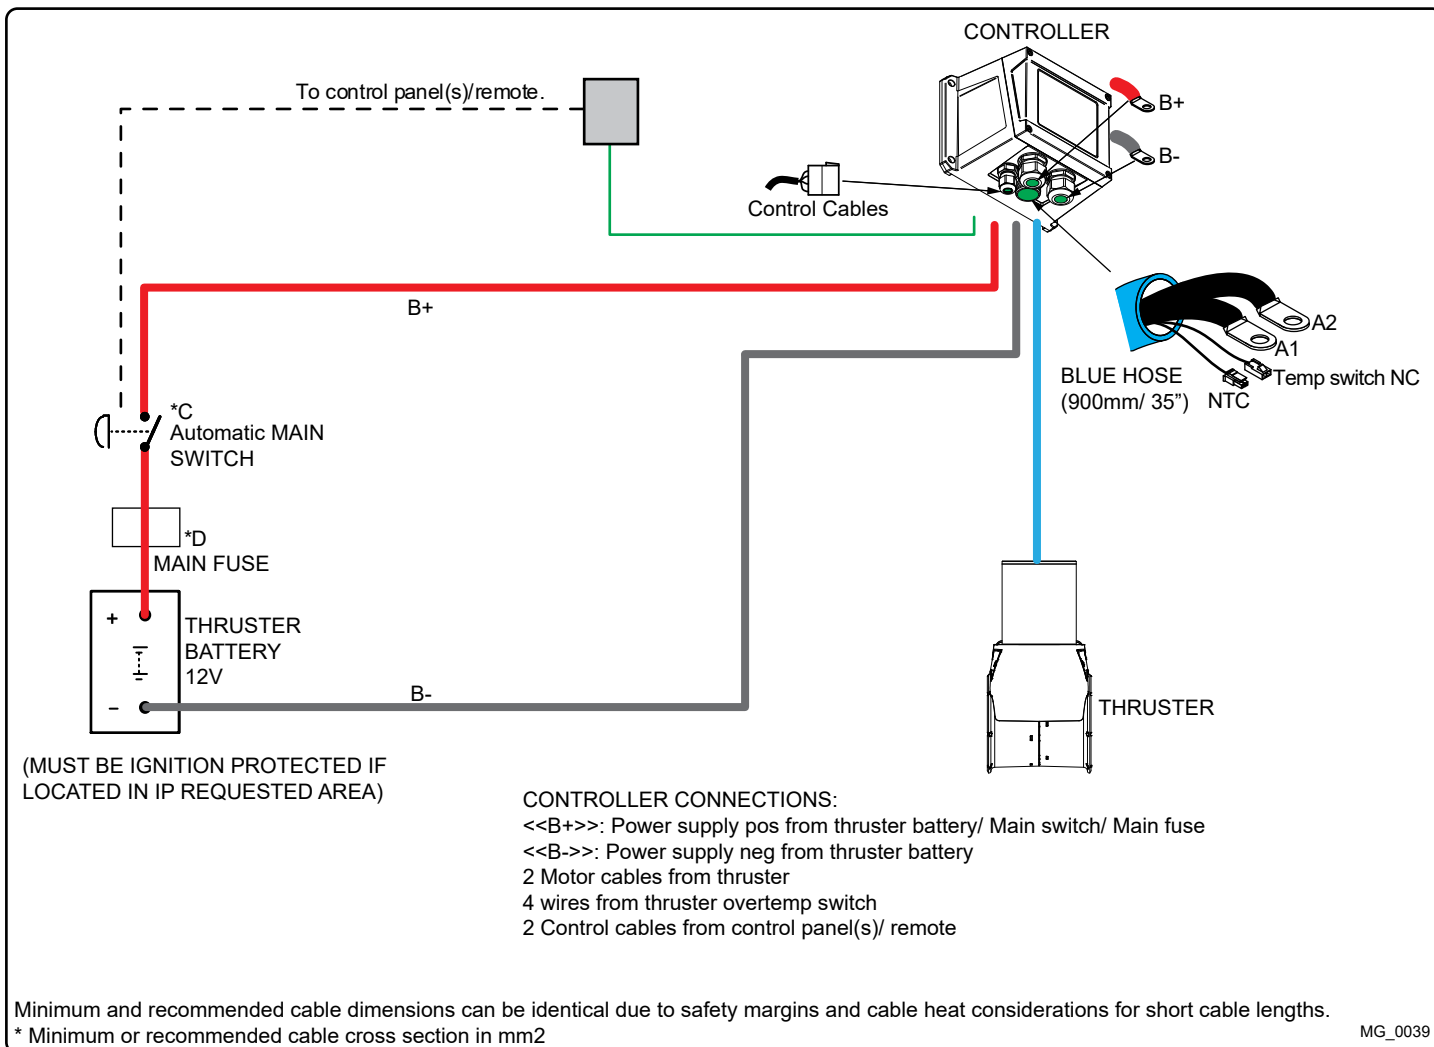 CONTROLLER
To control panel(s)/remote.
B+
B-
Control Cables
B+
A2
A1
BLUE HOSE
(900mm/ 35”)
Temp switch NC
NTC
*C
Automatic MAIN
SWITCH
*D
MAIN FUSE
+
THRUSTER
BATTERY
12V
–
B-
THRUSTER
(MUST BE IGNITION PROTECTED IF
LOCATED IN IP REQUESTED AREA)
CONTROLLER CONNECTIONS:
<<B+>>: Power supply pos from thruster battery/ Main switch/ Main fuse
<<B->>: Power supply neg from thruster battery
2 Motor cables from thruster
4 wires from thruster overtemp switch
2 Control cables from control panel(s)/ remote
Minimum and recommended cable dimensions can be identical due to safety margins and cable heat considerations for short cable lengths.
* Minimum or recommended cable cross section in mm2
MG_0039